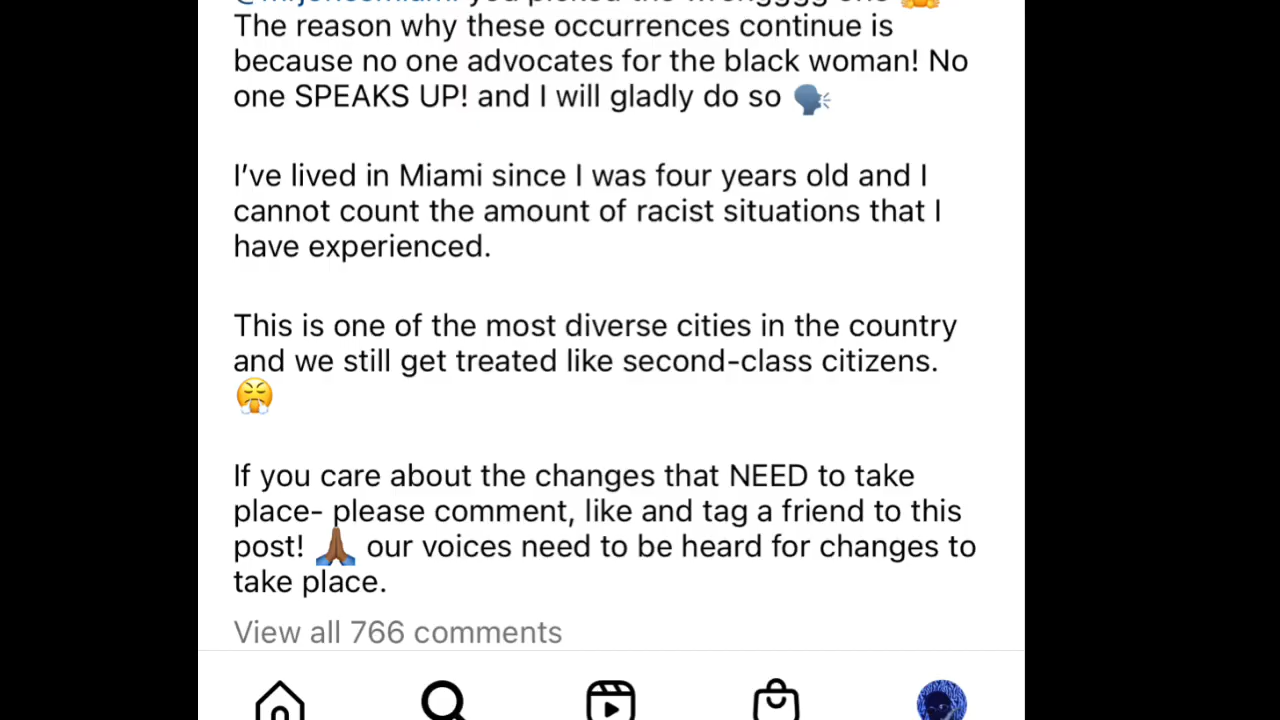 you picked the wrongggg one 🤗
The reason why these occurrences continue is
because no one advocates for the black woman! No
one SPEAKS UP! and I will gladly do so 🗣️
I’ve lived in Miami since I was four years old and I
cannot count the amount of racist situations that I
have experienced.
This is one of the most diverse cities in the country
and we still get treated like second-class citizens.
😤
If you care about the changes that NEED to take
place- please comment, like and tag a friend to this
post! 🙏🏾 our voices need to be heard for changes to
take place.
View all 766 comments